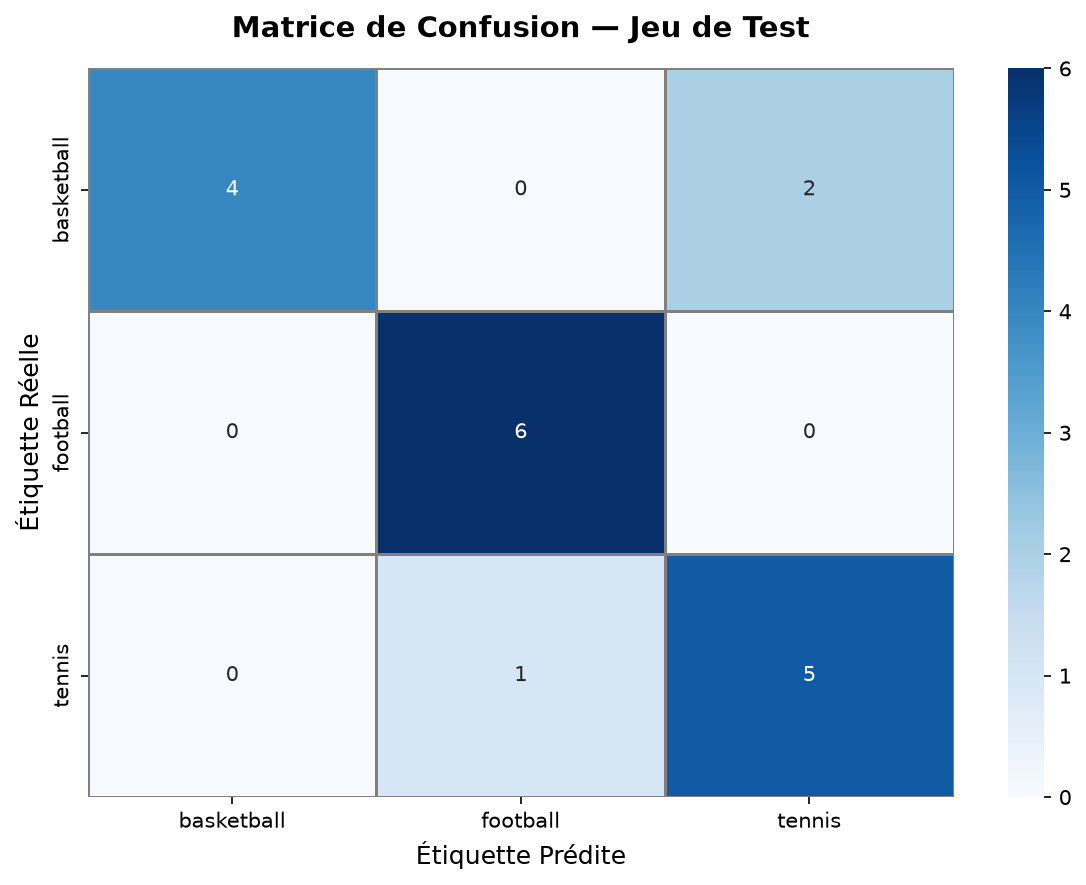 Matrice de Confusion — Jeu de Test
Étiquette Réelle
basketball
4 0 2
football
0 6 0
tennis
0 1 5
basketball football tennis
Étiquette Prédite
6
5
4
3
2
1
0